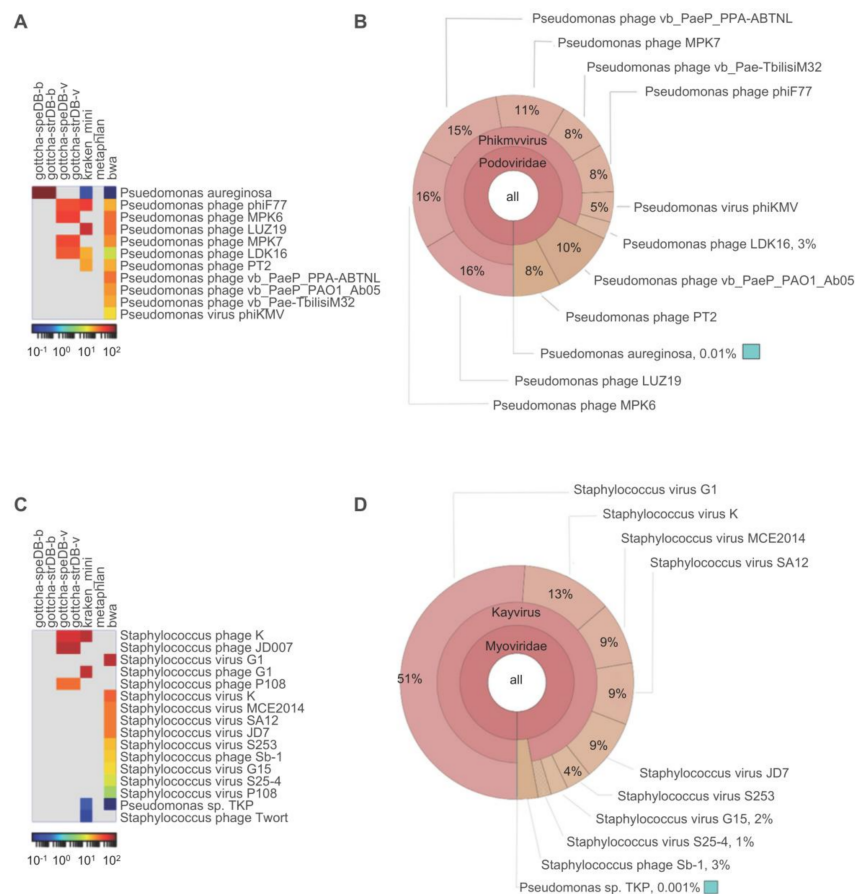 A
gottcha-speDB-b
gottcha-strDB-b
gottcha-speDB-v
gottcha-strDB-v
kraken_mini
metaphlan
bwa
Psuedomonas aureginosa
Pseudomonas phage phiF77
Pseudomonas phage MPK6
Pseudomonas phage LUZ19
Pseudomonas phage MPK7
Pseudomonas phage LDK16
Pseudomonas phage PT2
Pseudomonas phage vb_PaeP_PPA-ABTNL
Pseudomonas phage vb_PaeP_PAO1_Ab05
Pseudomonas phage vb_Pae-TbilisiM32
Pseudomonas virus phiKMV
10-1 100 101 102
B
Pseudomonas phage vb_PaeP_PPA-ABTNL
Pseudomonas phage MPK7
Pseudomonas phage vb_Pae-TbilisiM32
Pseudomonas phage phiF77
11%
15%
8%
Phikmvvirus
Podoviridae
8%
16%
all
5%
Pseudomonas virus phiKMV
Pseudomonas phage LDK16, 3%
10%
16%
8%
Pseudomonas phage vb_PaeP_PAO1_Ab05
Pseudomonas phage PT2
Psuedomonas aureginosa, 0.01%
Pseudomonas phage LUZ19
Pseudomonas phage MPK6
C
gottcha-speDB-b
gottcha-strDB-b
gottcha-speDB-v
gottcha-strDB-v
kraken_mini
metaphlan
bwa
Staphylococcus phage K
Staphylococcus phage JD007
Staphylococcus virus G1
Staphylococcus phage G1
Staphylococcus phage P108
Staphylococcus virus K
Staphylococcus virus MCE2014
Staphylococcus virus SA12
Staphylococcus virus JD7
Staphylococcus virus S253
Staphylococcus phage Sb-1
Staphylococcus virus G15
Staphylococcus virus S25-4
Staphylococcus virus P108
Pseudomonas sp. TKP
Staphylococcus phage Twort
10-1 100 101 102
D
Staphylococcus virus G1
Staphylococcus virus K
Staphylococcus virus MCE2014
Staphylococcus virus SA12
13%
Kayvirus
9%
Myoviridae
51%
all
9%
9%
4%
Staphylococcus virus JD7
Staphylococcus virus S253
Staphylococcus virus G15, 2%
Staphylococcus virus S25-4, 1%
Staphylococcus phage Sb-1, 3%
Pseudomonas sp. TKP, 0.001%